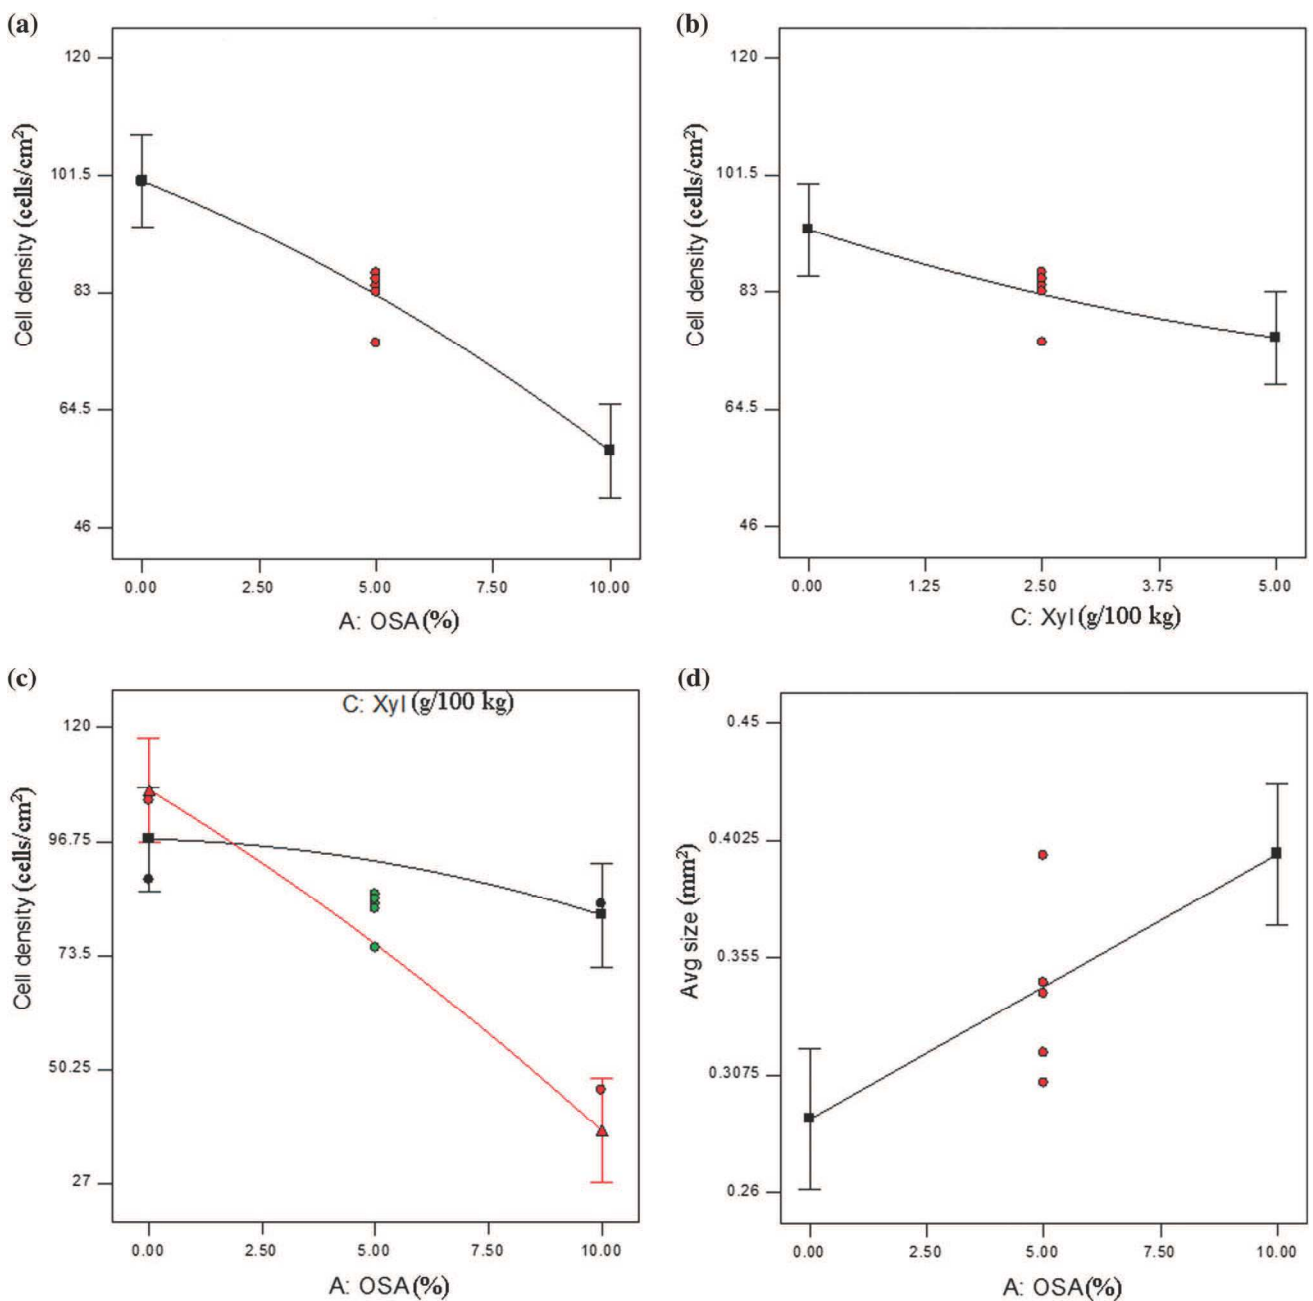 (a)
120
101.5
83
64.5
46
Cell density (cells/cm²)
0.00 2.50 5.00 7.50 10.00
A: OSA (%)
(b)
120
101.5
83
64.5
46
Cell density (cells/cm²)
0.00 1.25 2.50 3.75 5.00
C: Xyl (g/100 kg)
(c)
C: Xyl (g/100 kg)
120
96.75
73.5
50.25
27
Cell density (cells/cm²)
0.00 2.50 5.00 7.50 10.00
A: OSA (%)
(d)
0.45
0.4025
0.355
0.3075
0.26
Avg size (mm²)
0.00 2.50 5.00 7.50 10.00
A: OSA (%)